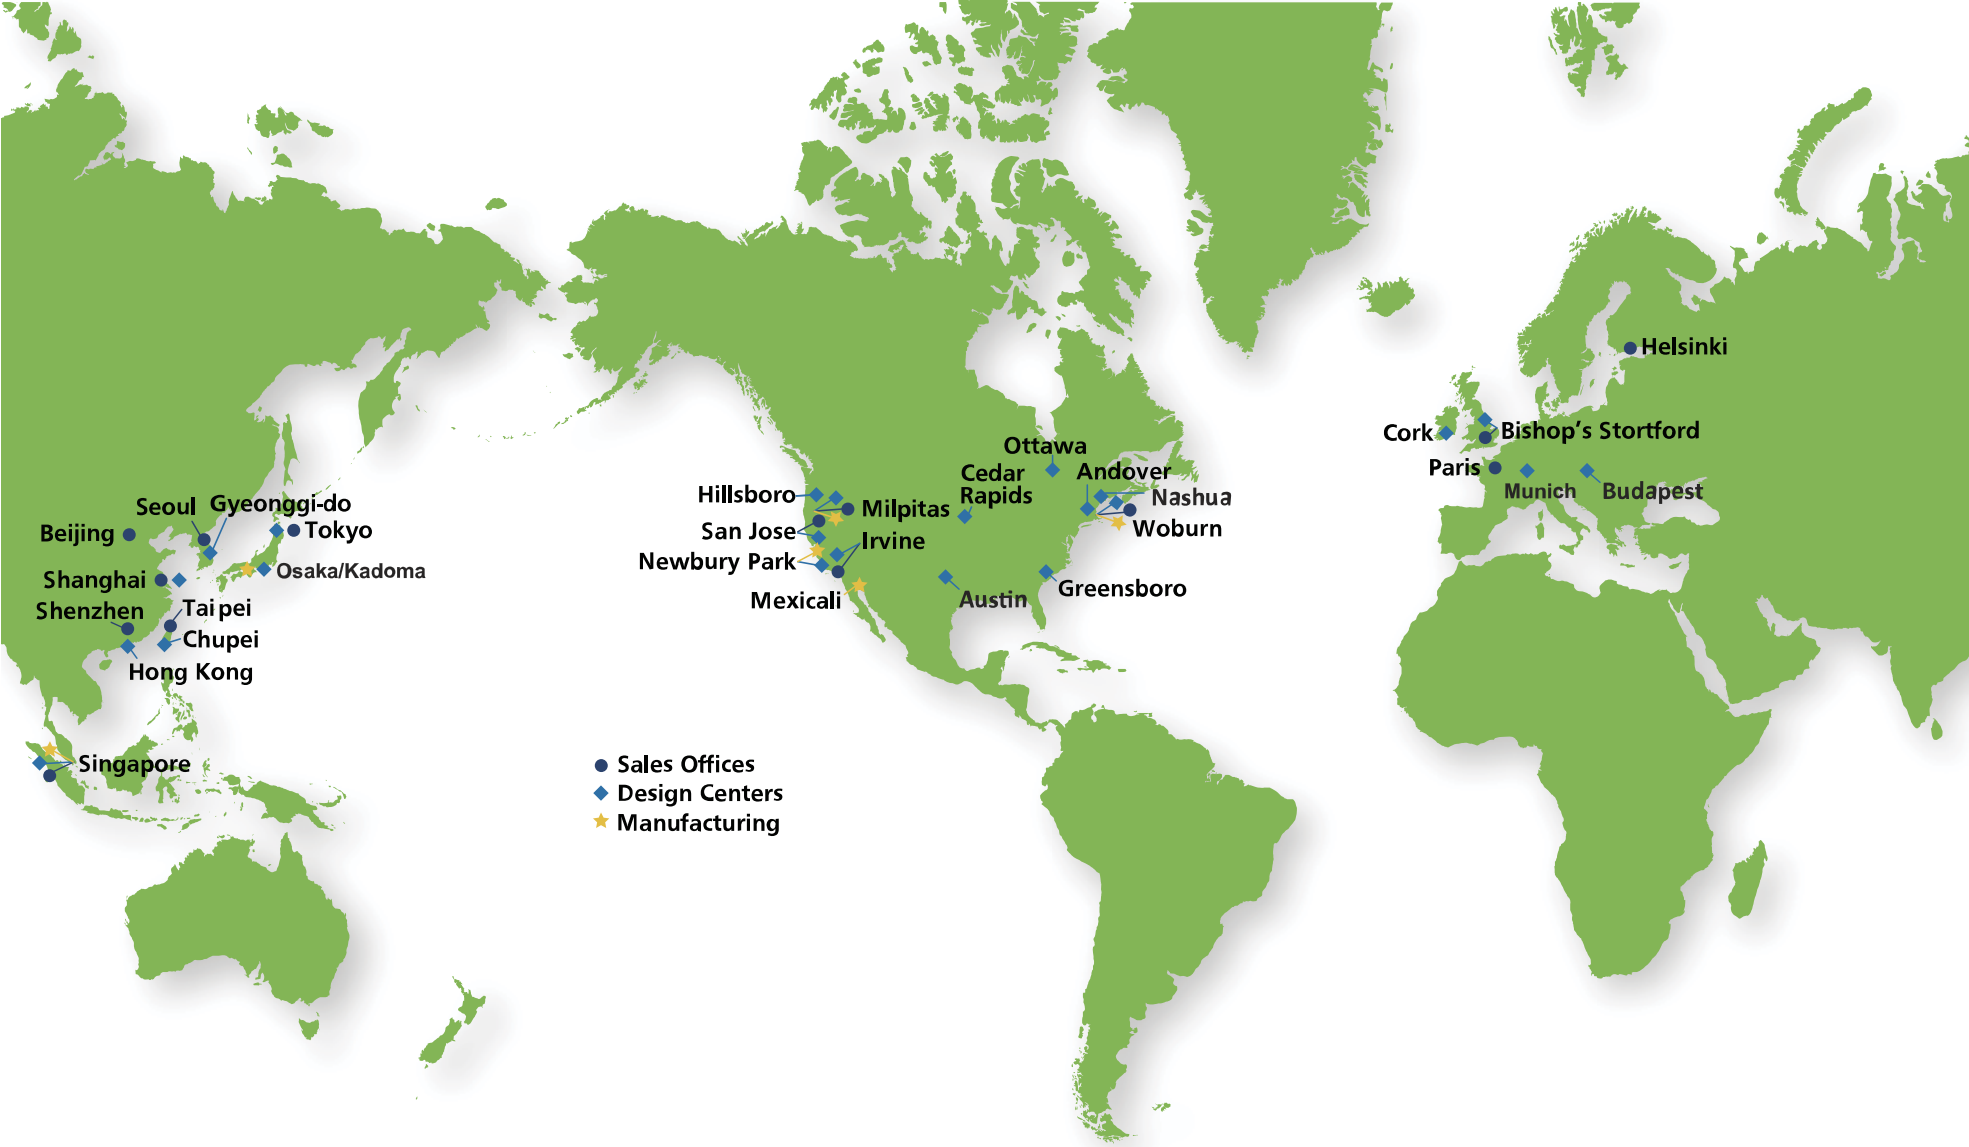 Helsinki
Cork
Bishop's Stortford
Paris
Munich
Budapest
Ottawa
Cedar
Rapids
Andover
Nashua
Woburn
Hillsboro
Milpitas
San Jose
Irvine
Newbury Park
Mexicali
Austin
Greensboro
Seoul
Gyeonggi-do
Beijing
Tokyo
Shanghai
Osaka/Kadoma
Shenzhen
Taipei
Chupei
Hong Kong
Singapore
Sales Offices
Design Centers
Manufacturing